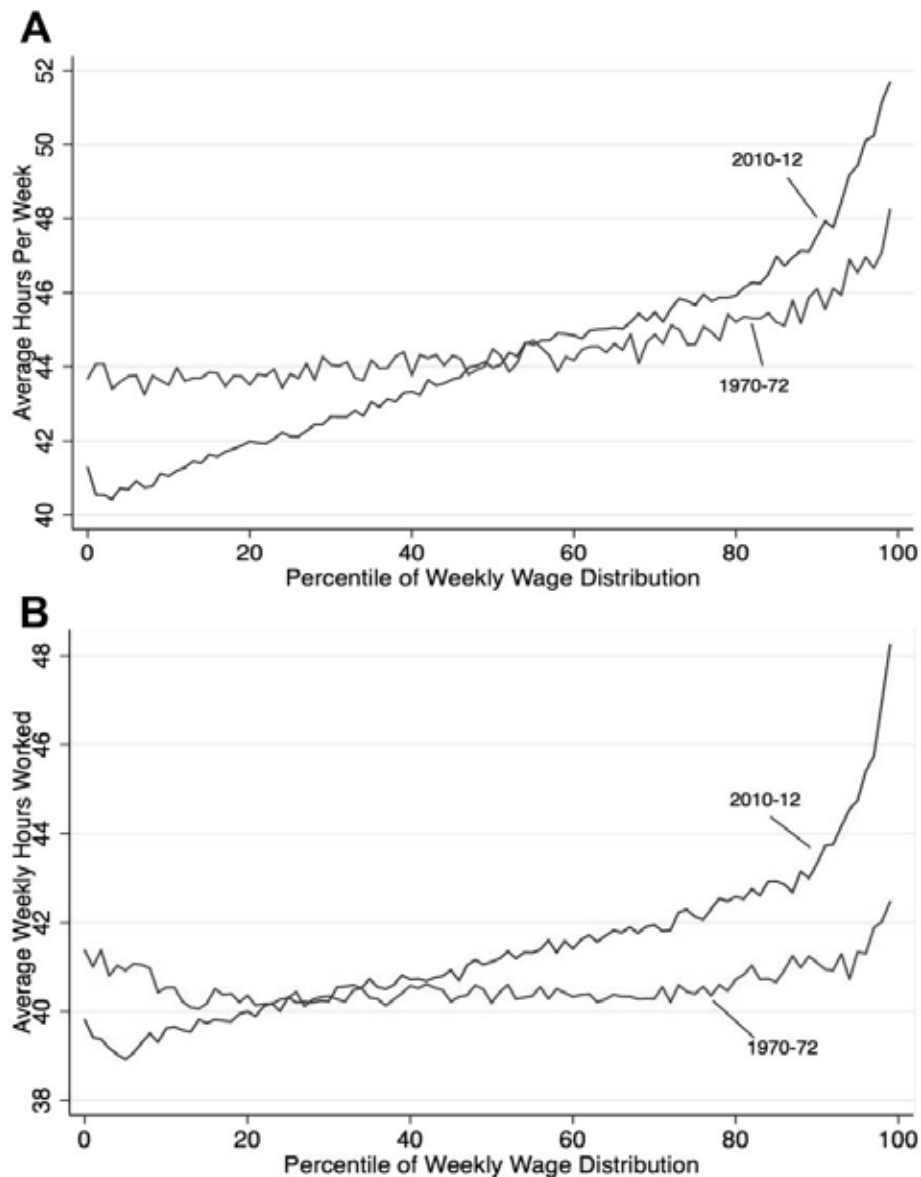 A
Average Hours Per Week
52
50
48
46
44
42
40
2010-12
1970-72
0 20 40 60 80 100
Percentile of Weekly Wage Distribution
B
Average Weekly Hours Worked
48
46
44
42
40
38
2010-12
1970-72
0 20 40 60 80 100
Percentile of Weekly Wage Distribution